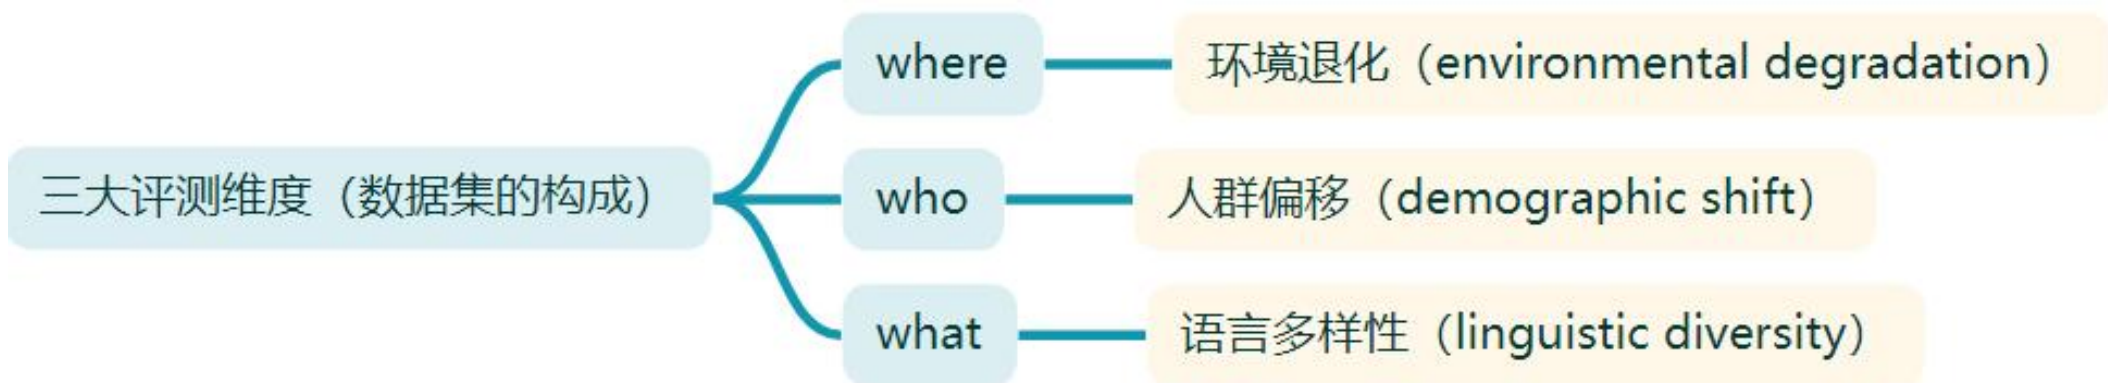 三大评测维度（数据集的构成）
where
环境退化（environmental degradation）
who
人群偏移（demographic shift）
what
语言多样性（linguistic diversity）